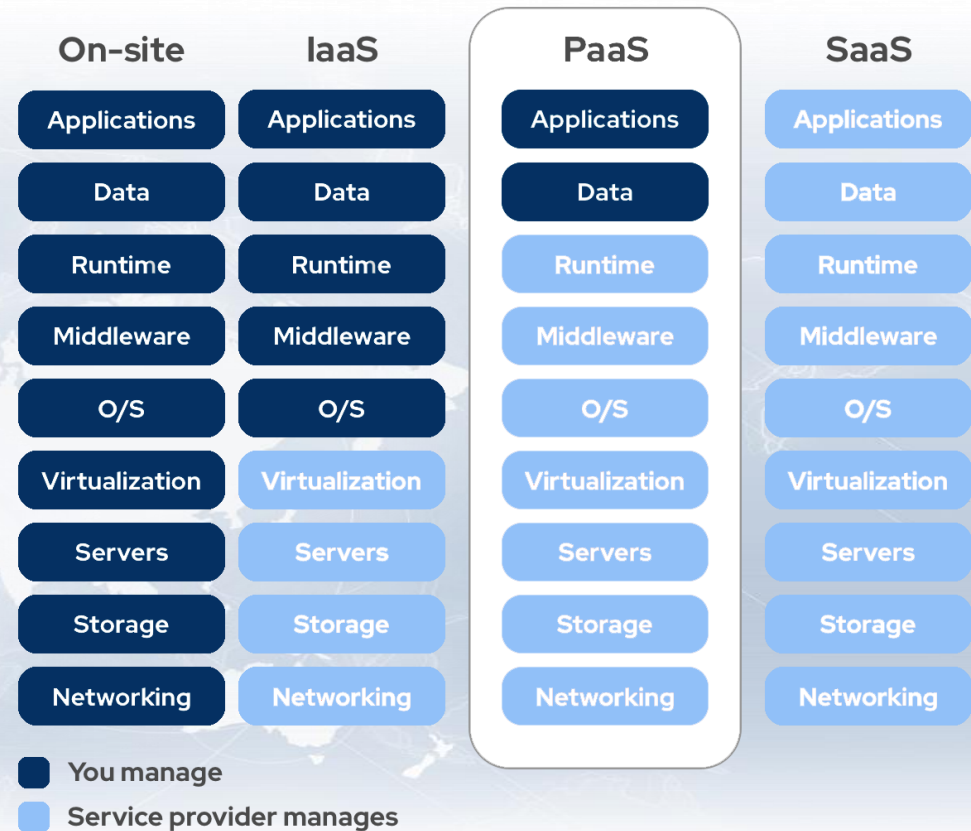 On-site IaaS PaaS SaaS
Applications Applications Applications Applications
Data Data Data Data
Runtime Runtime Runtime Runtime
Middleware Middleware Middleware Middleware
O/S O/S O/S O/S
Virtualization Virtualization Virtualization Virtualization
Servers Servers Servers Servers
Storage Storage Storage Storage
Networking Networking Networking Networking
You manage
Service provider manages